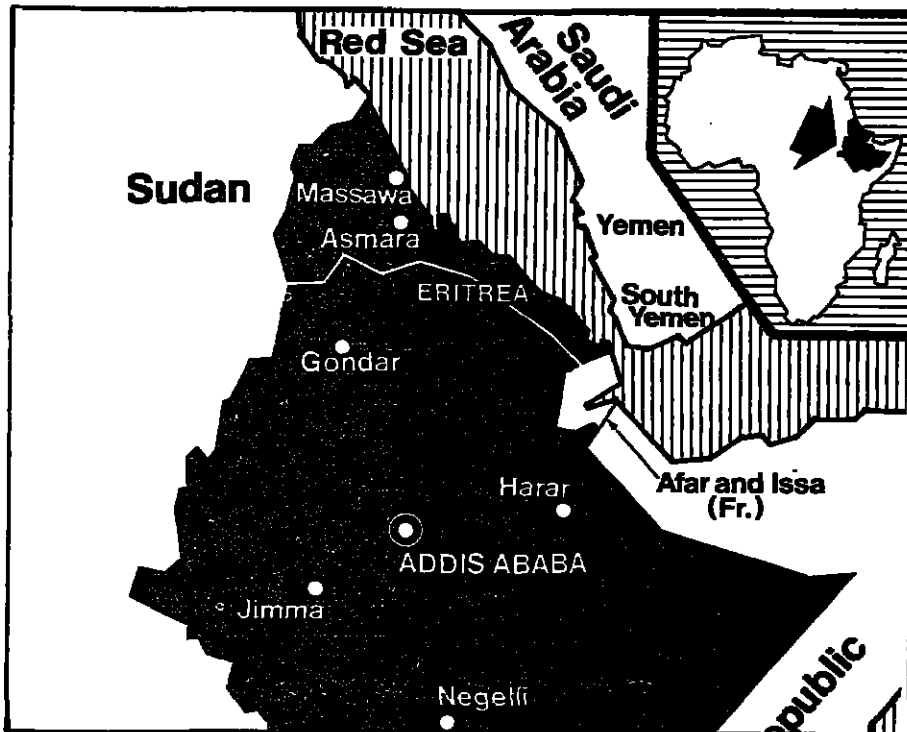 Red Sea
Saudi
Arabia
Sudan
Massawa
Asmara
Yemen
ERITREA
South
Yemen
Gondar
Afar and Issa
(Fr.)
Harar
ADDIS ABABA
Jimma
Negelli
epublic